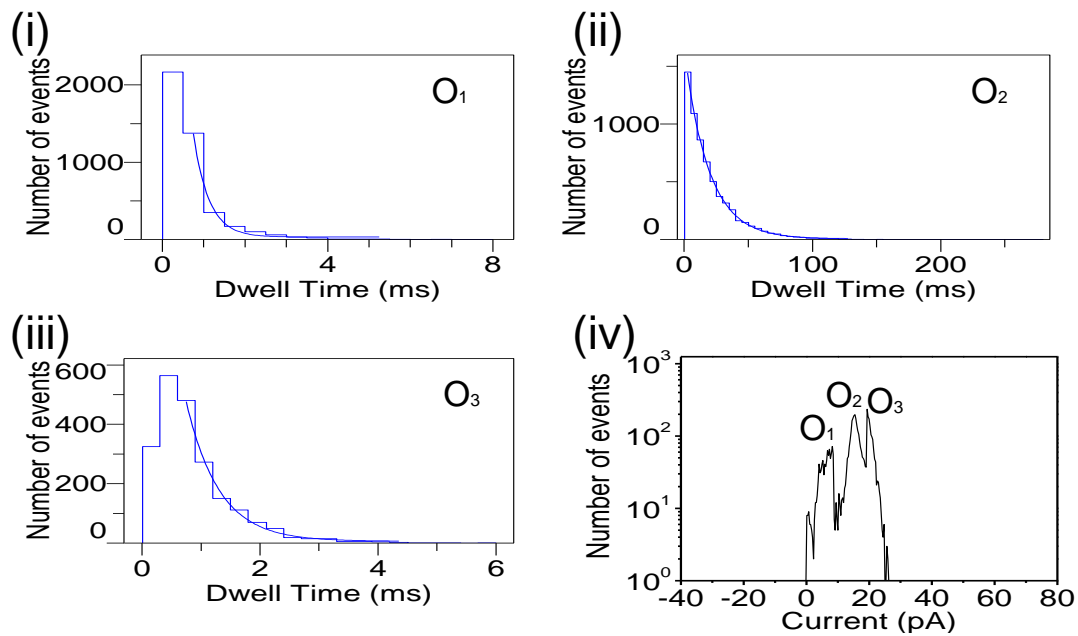 (i)
Number of events
2000
1000
0
O₁
0
4
8
Dwell Time (ms)
(ii)
Number of events
1000
0
O₂
0
100
200
Dwell Time (ms)
(iii)
Number of events
600
400
200
0
O₃
0
2
4
6
Dwell Time (ms)
(iv)
Number of events
10³
10²
10¹
10⁰
O₁
O₂
O₃
-40
-20
0
20
40
60
80
Current (pA)